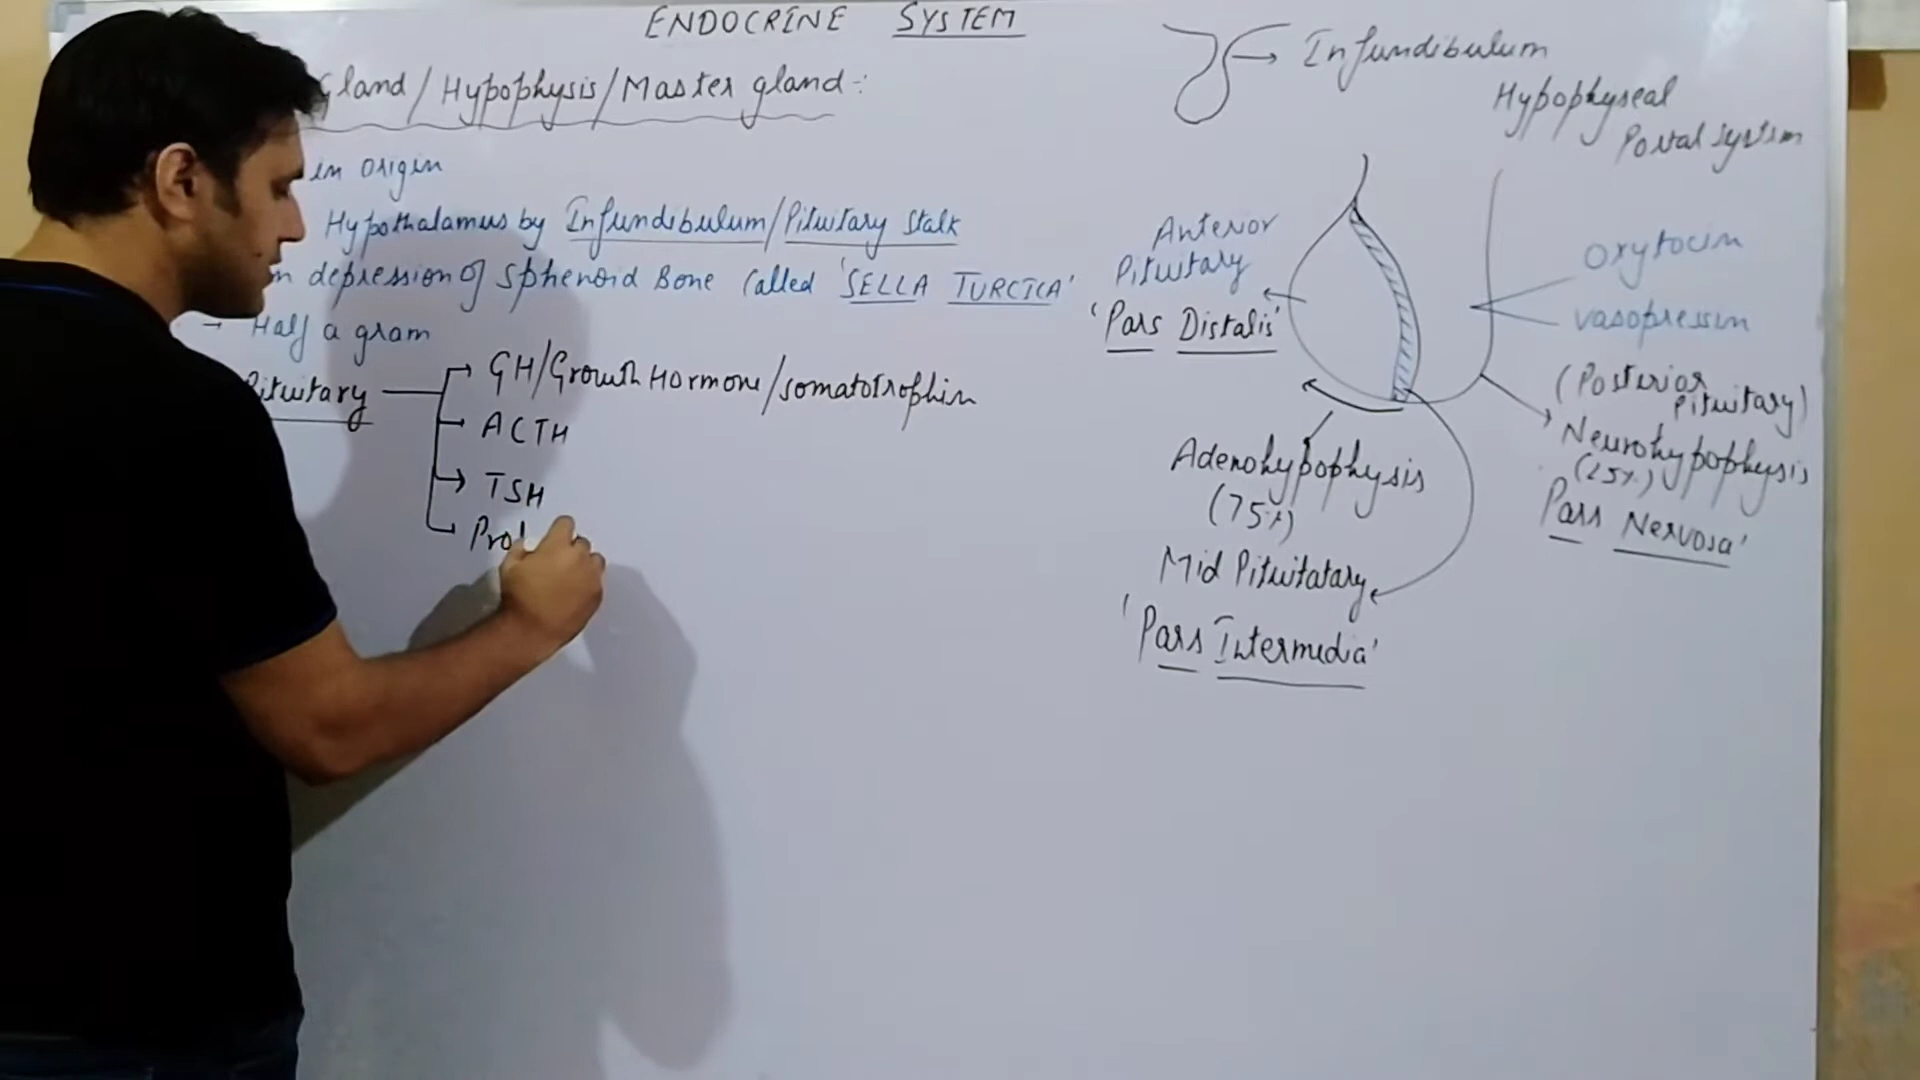 ENDOCRINE SYSTEM
Gland/Hypophysis/Master gland:-
in origin
Hypothalamus by Infundibulum/Pituitary Stalk
in depression of Sphenoid Bone Called 'SELLA TURCICA'
→ Half a gram
Pituitary
GH/Growth Hormone/somatotrophin
ACTH
TSH
Prol
→ Infundibulum
Hypophyseal
Portal system
Anterior
Pituitary
'Pars Distalis'
Oxytocin
vasopressin
(Posterior
Pituitary)
Neurohypophysis
(25%)
Pars Nervosa'
Adenohypophysis
(75%)
Mid Pituitatary
'Pars Intermedia'